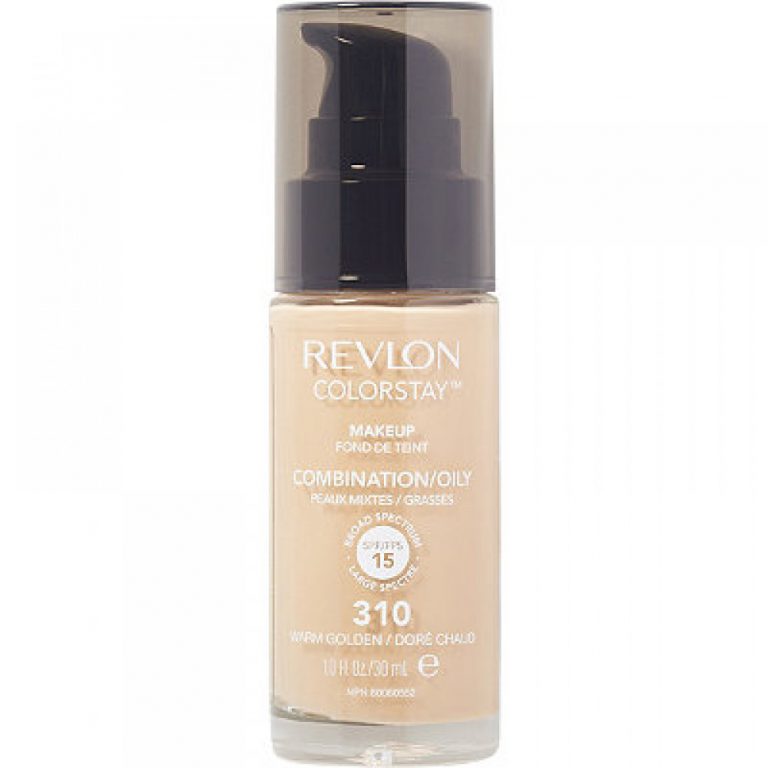 REVLON
COLORSTAY™
MAKEUP
FOND DE TEINT
COMBINATION/OILY
PEAUX MIXTES / GRASSES
BROAD SPECTRUM
SPF/FPS
15
LARGE SPECTRE
310
WARM GOLDEN / DORÉ CHAUD
1.0 fl oz/30 mL ℮